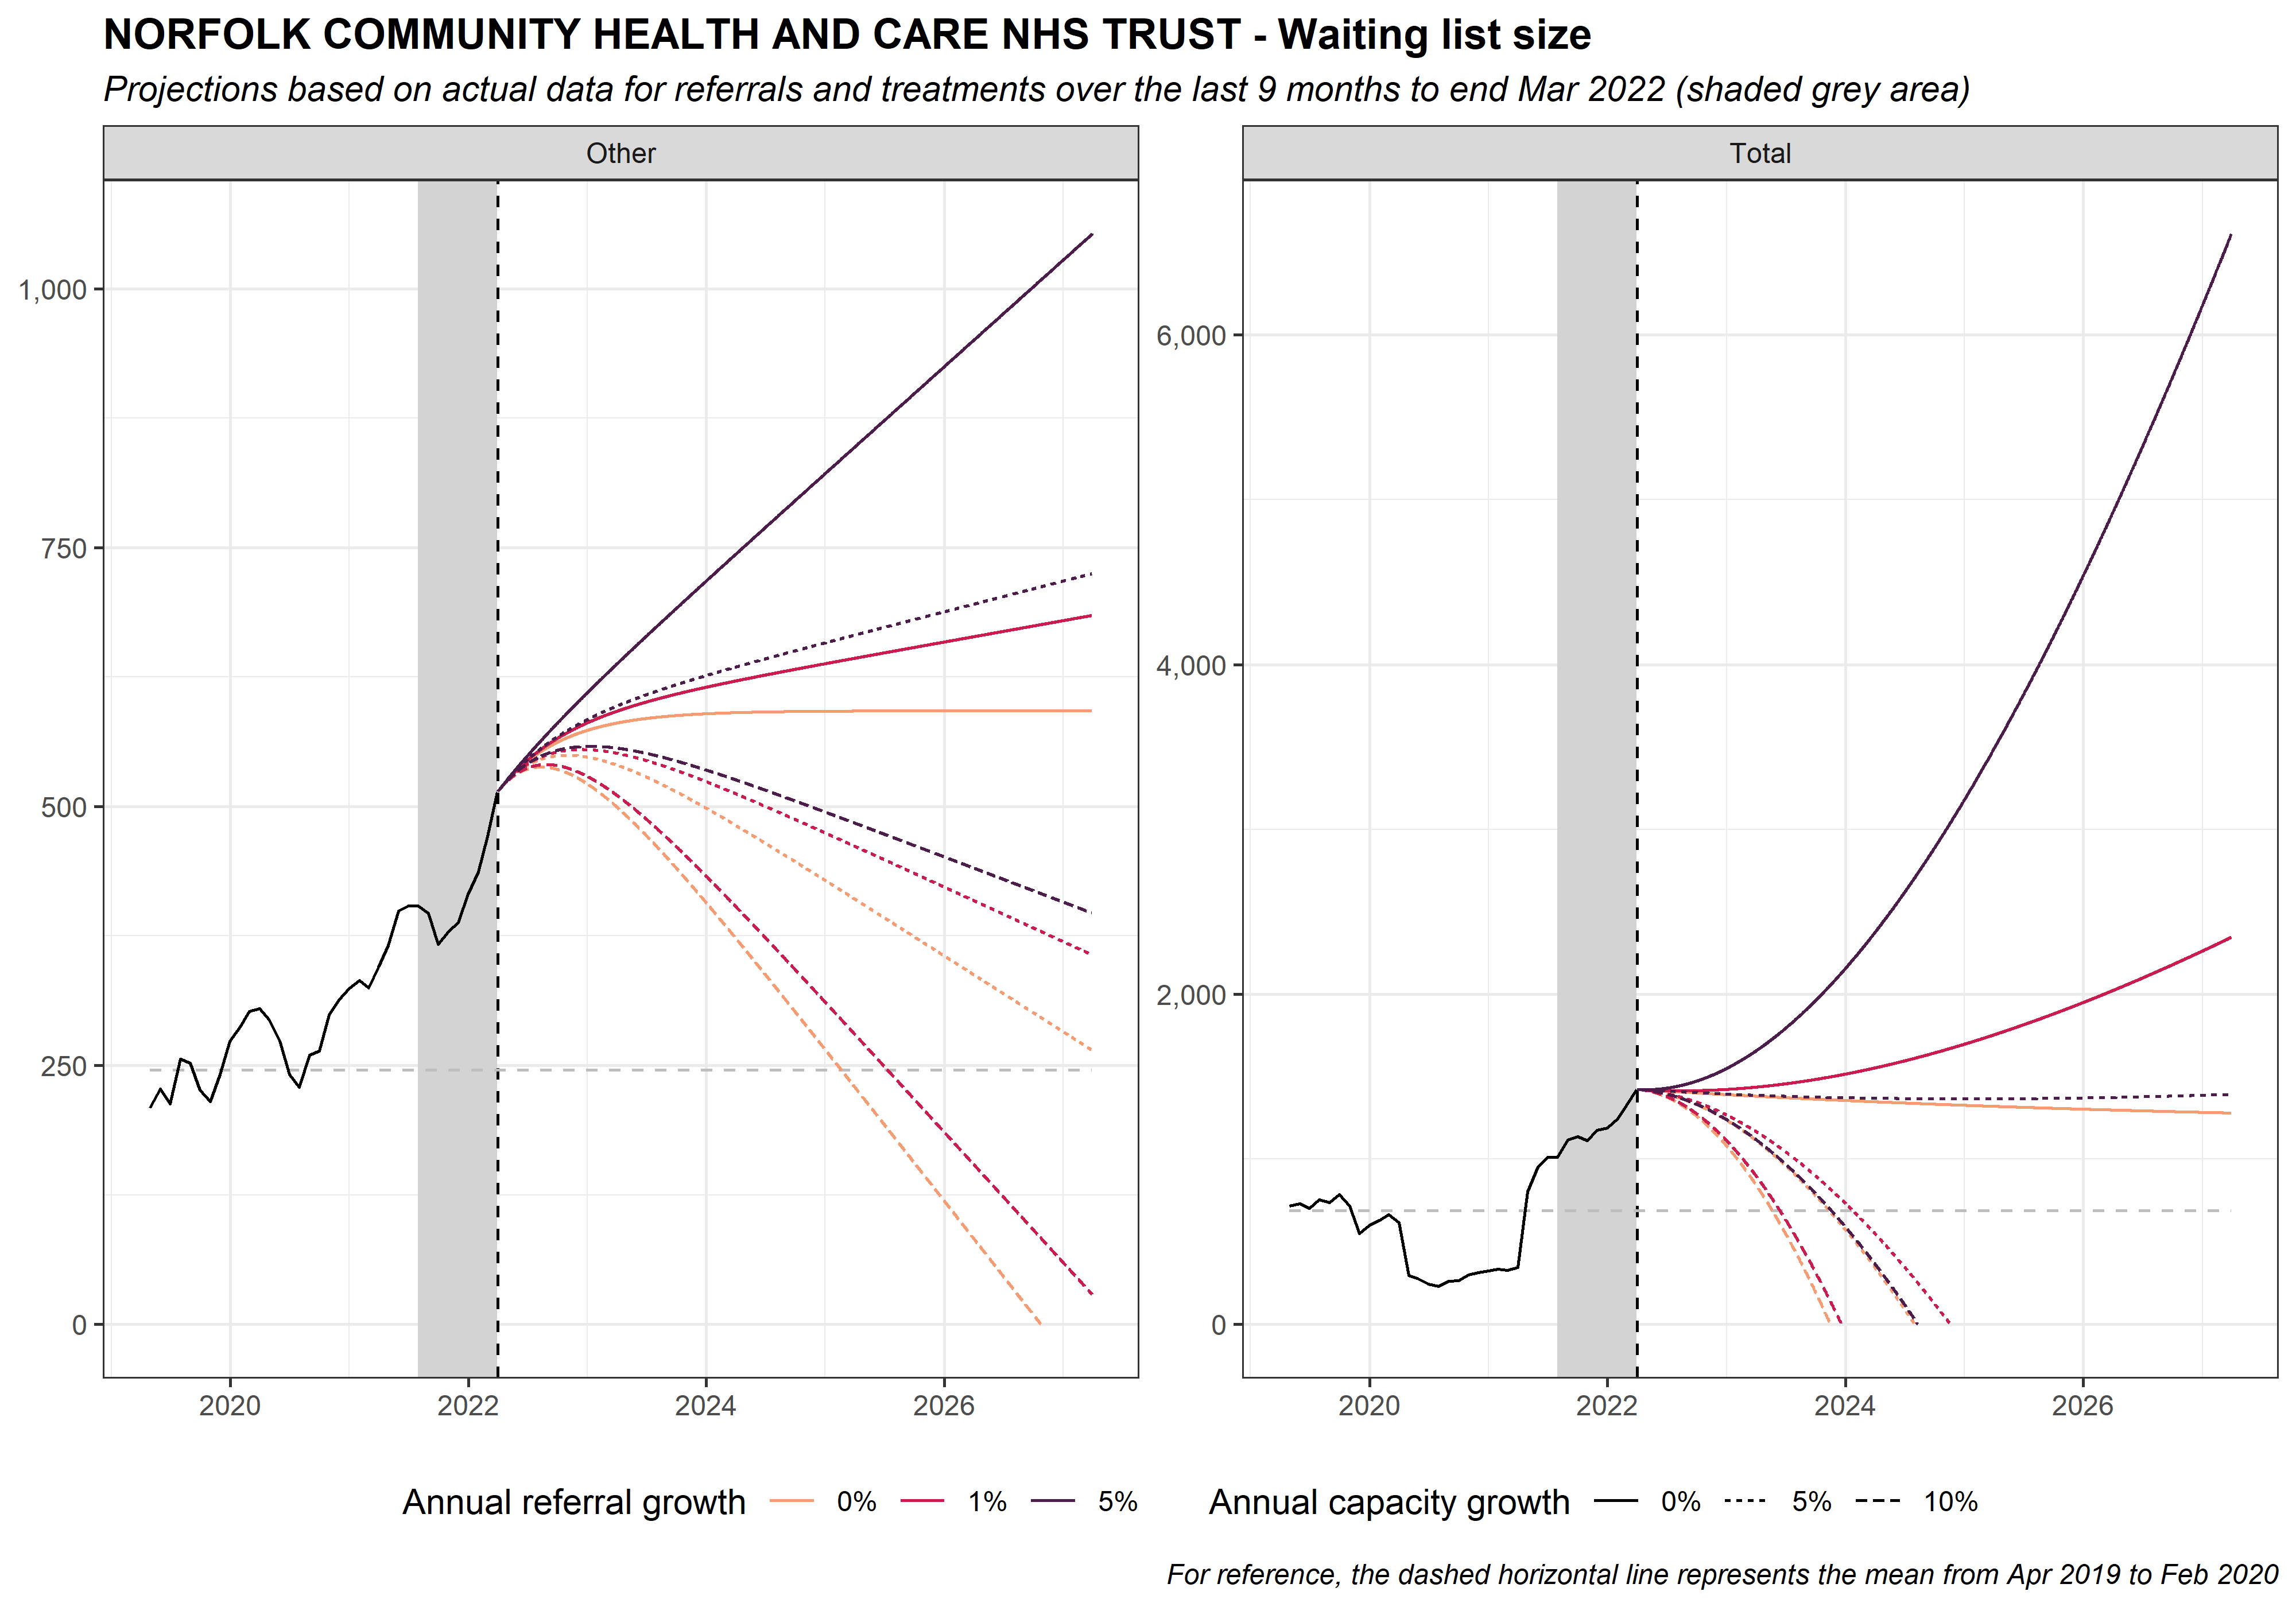 NORFOLK COMMUNITY HEALTH AND CARE NHS TRUST - Waiting list size
Projections based on actual data for referrals and treatments over the last 9 months to end Mar 2022 (shaded grey area)
Other
1,000
750
500
250
0
2020 2022 2024 2026
Total
6,000
4,000
2,000
0
2020 2022 2024 2026
Annual referral growth 0% 1% 5%
Annual capacity growth 0% 5% 10%
For reference, the dashed horizontal line represents the mean from Apr 2019 to Feb 2020